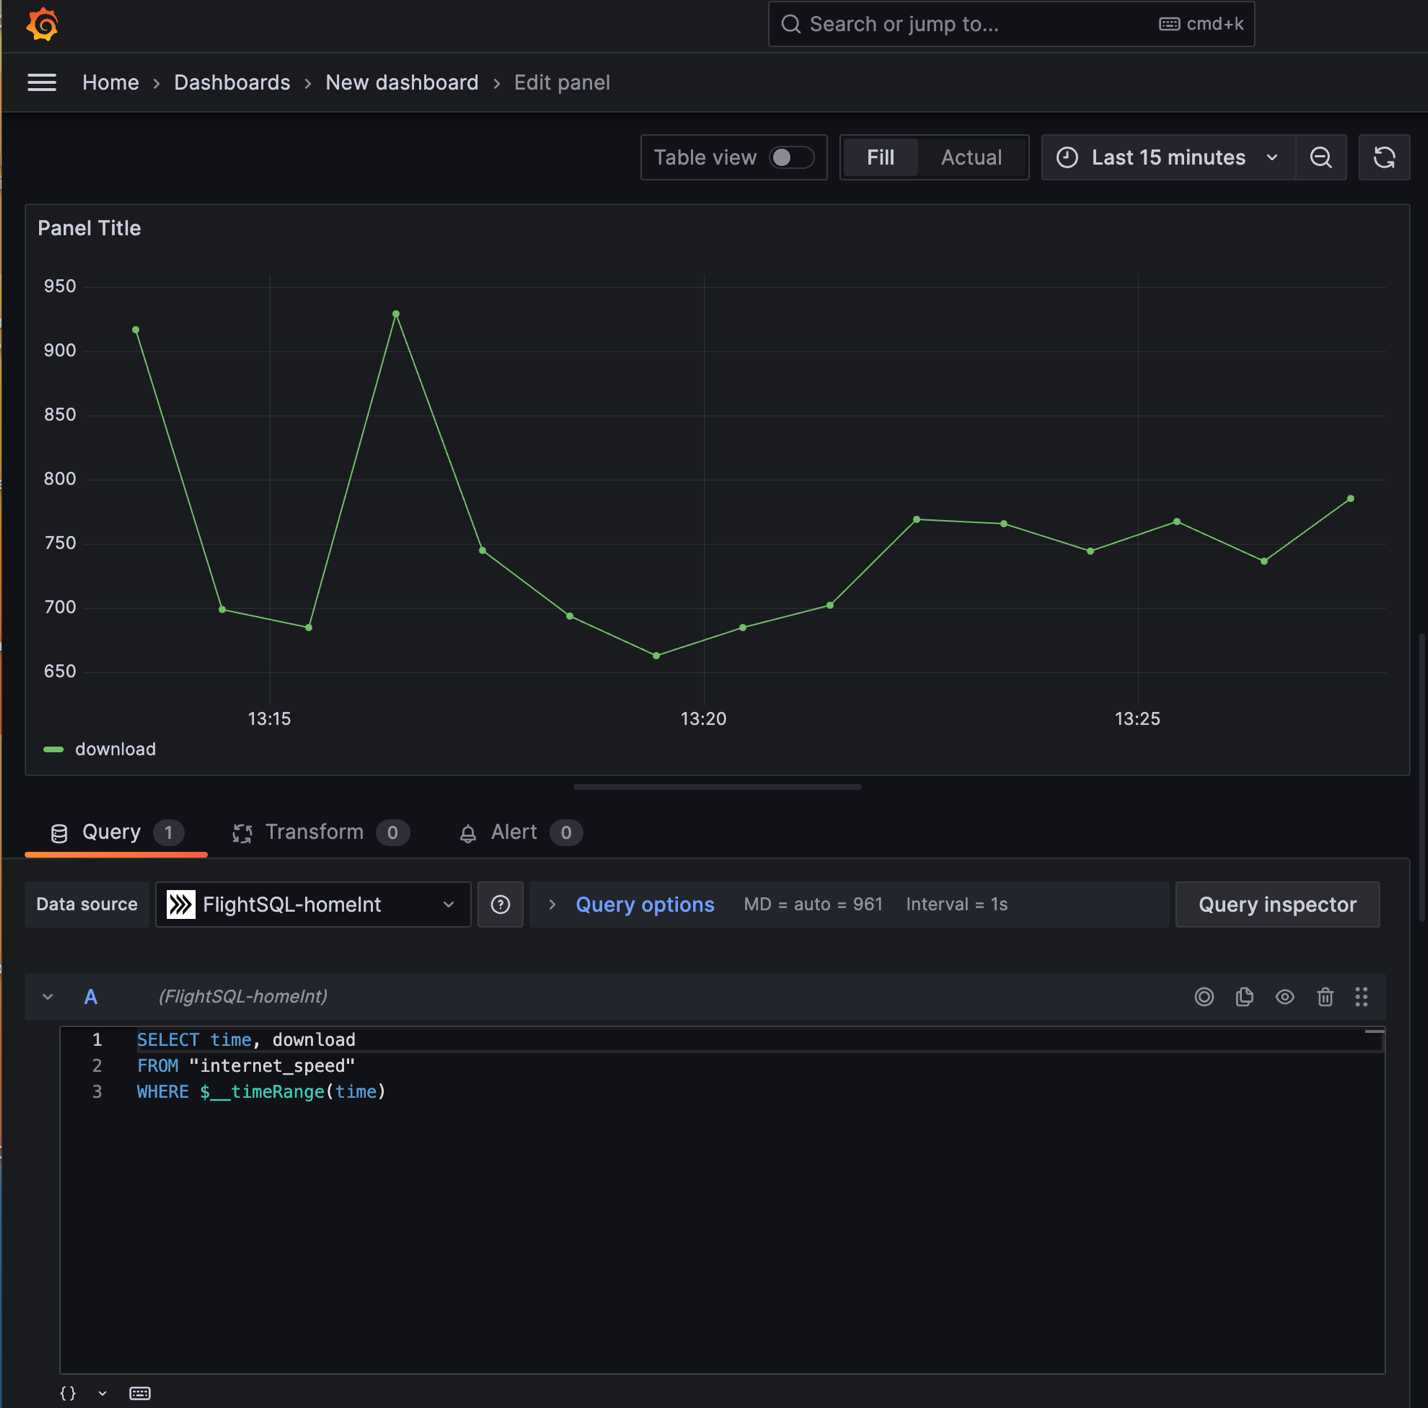 Search or jump to... cmd+k
Home › Dashboards › New dashboard › Edit panel
Table view Fill Actual Last 15 minutes
Panel Title
950
900
850
800
750
700
650
13:15 13:20 13:25
download
Query 1 Transform 0 Alert 0
Data source FlightSQL-homeInt Query options MD = auto = 961 Interval = 1s Query inspector
A (FlightSQL-homeInt)
1 SELECT time, download
2 FROM "internet_speed"
3 WHERE $__timeRange(time)
{}